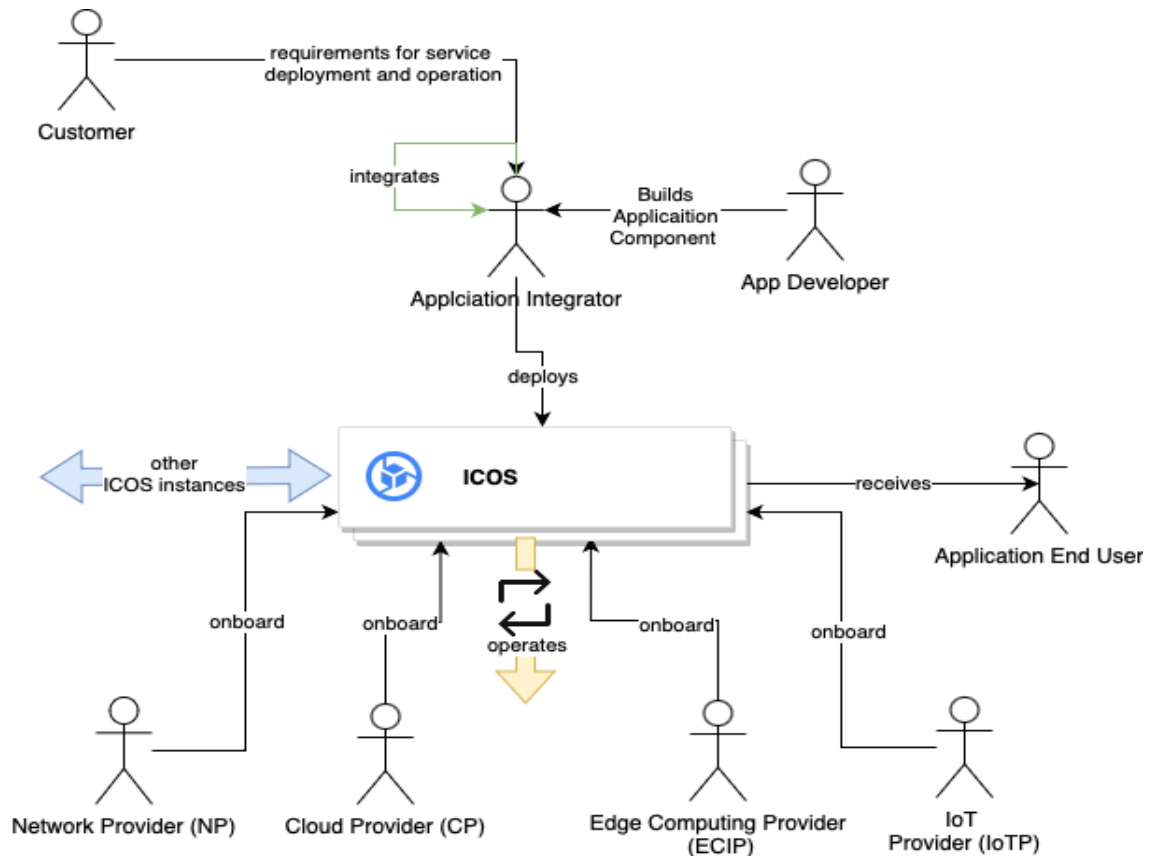 requirements for service
deployment and operation
Customer
integrates
Builds
Applicaition
Component
App Developer
Applciation Integrator
deploys
other
ICOS instances
ICOS
receives
Application End User
onboard
onboard
operates
onboard
onboard
Network Provider (NP)
Cloud Provider (CP)
Edge Computing Provider
(ECIP)
IoT
Provider (IoTP)